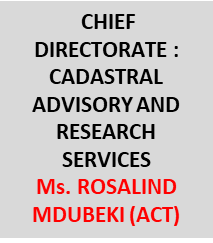 CHIEF
DIRECTORATE :
CADASTRAL
ADVISORY AND
RESEARCH
SERVICES
Ms. ROSALIND
MDUBEKI (ACT)